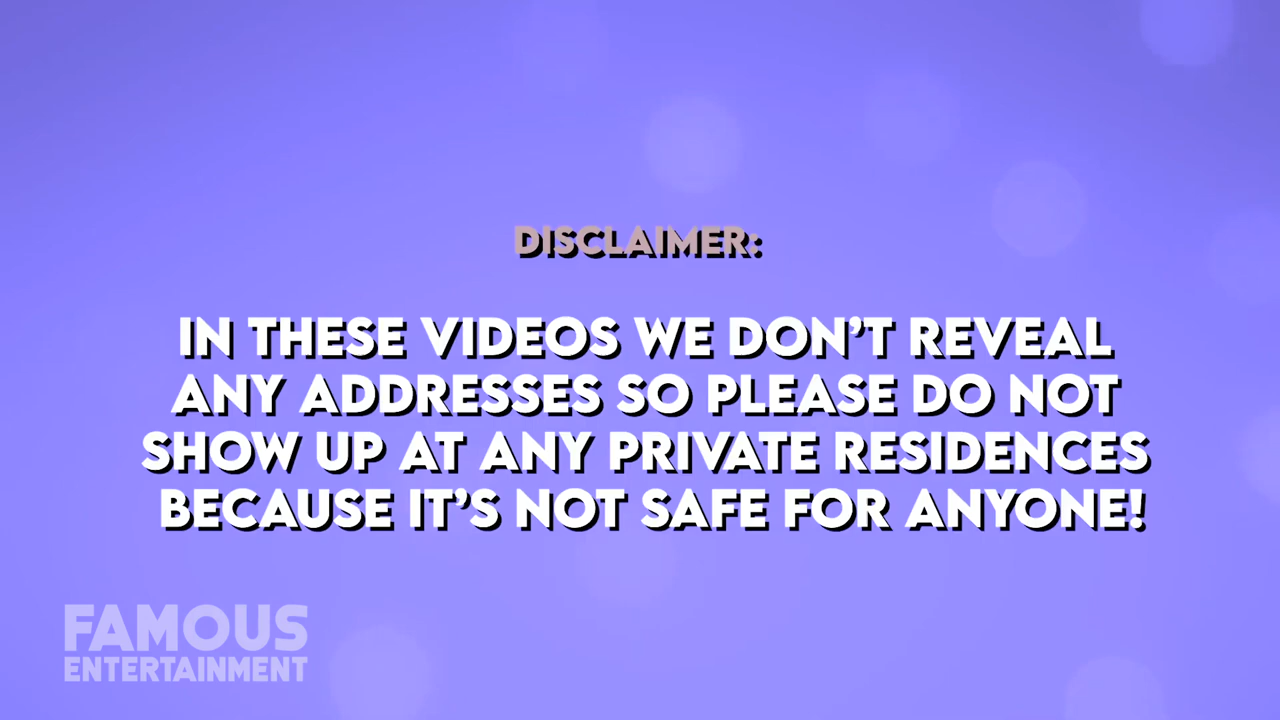 DISCLAIMER:
IN THESE VIDEOS WE DON'T REVEAL
ANY ADDRESSES SO PLEASE DO NOT
SHOW UP AT ANY PRIVATE RESIDENCES
BECAUSE IT'S NOT SAFE FOR ANYONE!
FAMOUS
ENTERTAINMENT